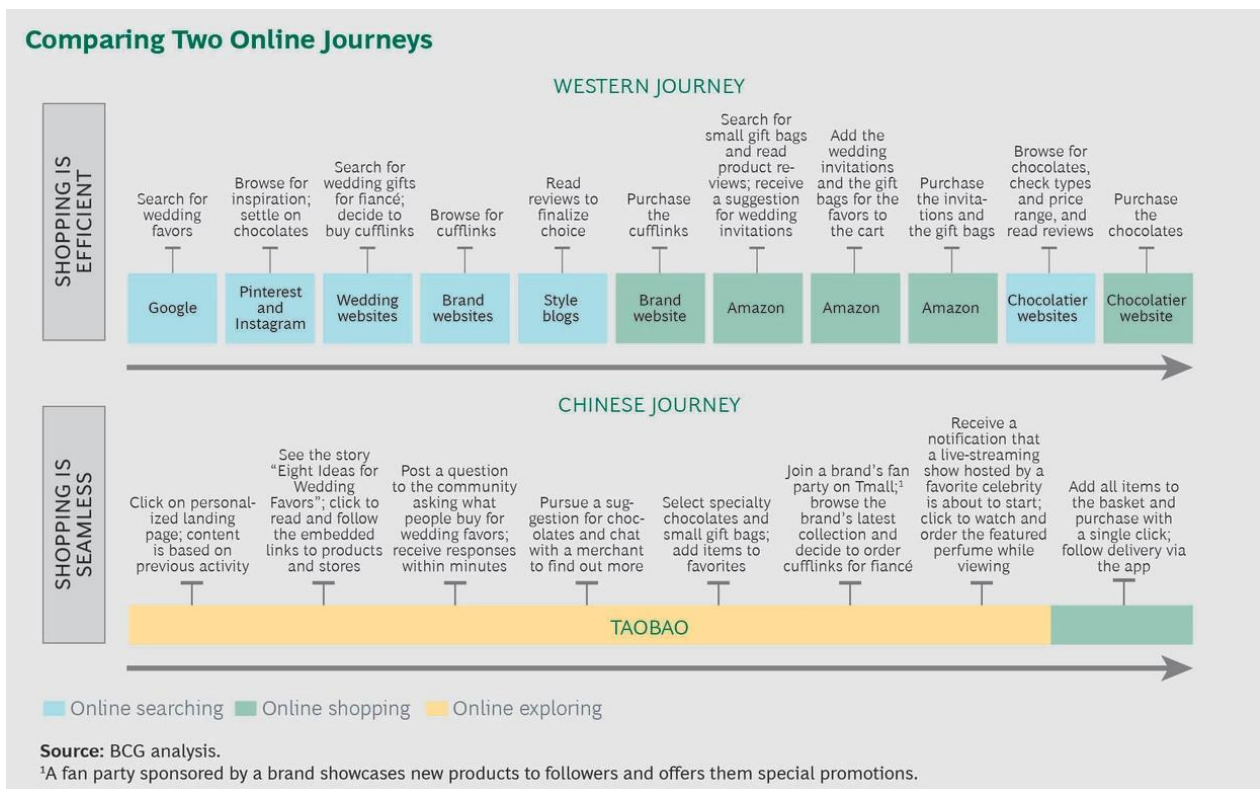 Comparing Two Online Journeys
WESTERN JOURNEY
SHOPPING IS
EFFICIENT
Search for
wedding
favors
Browse for
inspiration;
settle on
chocolates
Search for
wedding gifts
for fiancé;
decide to
buy cufflinks
Browse for
cufflinks
Read
reviews to
finalize
choice
Purchase
the
cufflinks
Search for
small gift bags
and read
product re-
views; receive
a suggestion
for wedding
invitations
Add the
wedding
invitations
and the gift
bags for the
favors to
the cart
Purchase
the invita-
tions and
the gift bags
Browse for
chocolates,
check types
and price
range, and
read reviews
Purchase
the
chocolates
Google
Pinterest
and
Instagram
Wedding
websites
Brand
websites
Style
blogs
Brand
website
Amazon
Amazon
Amazon
Chocolatier
websites
Chocolatier
website
CHINESE JOURNEY
SHOPPING IS
SEAMLESS
Click on personal-
ized landing
page; content
is based on
previous activity
See the story
“Eight Ideas for
Wedding
Favors”; click to
read and follow
the embedded
links to products
and stores
Post a question
to the community
asking what
people buy for
wedding favors;
receive responses
within minutes
Pursue a sug-
gestion for choc-
olates and chat
with a merchant
to find out more
Select specialty
chocolates and
small gift bags;
add items to
favorites
Join a brand’s fan
party on Tmall;¹
browse the
brand’s latest
collection and
decide to order
cufflinks for fiancé
Receive a
notification that
a live-streaming
show hosted by a
favorite celebrity
is about to start;
click to watch and
order the featured
perfume while
viewing
Add all items to
the basket and
purchase with
a single click;
follow delivery via
the app
TAOBAO
Online searching
Online shopping
Online exploring
Source: BCG analysis.
¹A fan party sponsored by a brand showcases new products to followers and offers them special promotions.